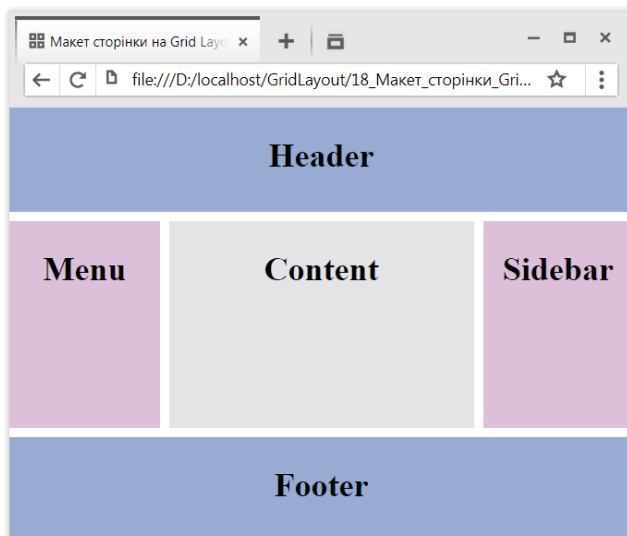 Макет сторінки на Grid Layo
file:///D:/localhost/GridLayout/18_Макет_сторінки_Gri...
Header
Menu
Content
Sidebar
Footer